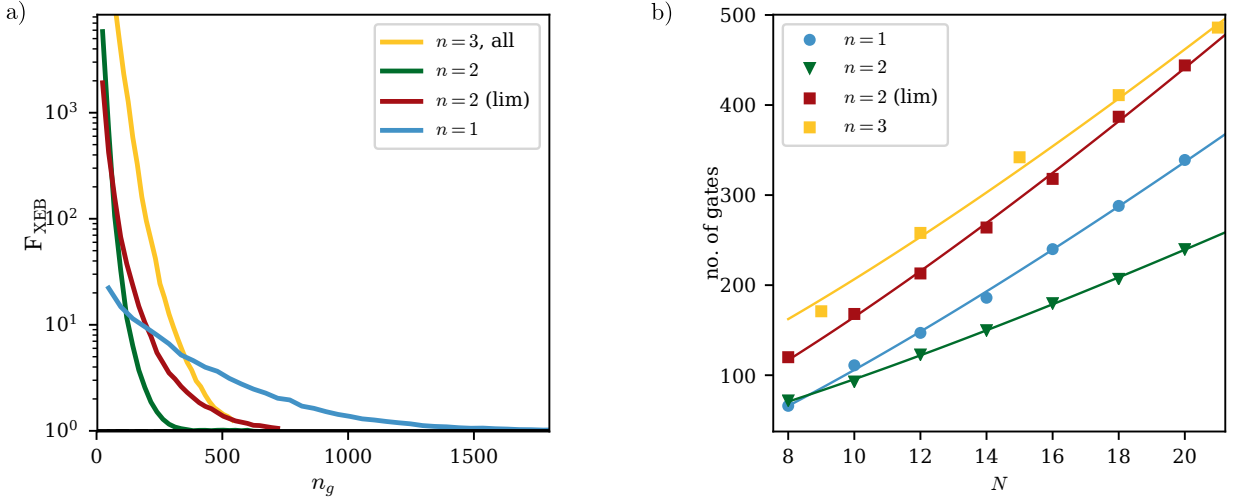 a)
F_XEB
10^3
10^2
10^1
10^0
0 500 1000 1500
n_g
n = 3, all
n = 2
n = 2 (lim)
n = 1
b)
no. of gates
500
400
300
200
100
8 10 12 14 16 18 20
N
n = 1
n = 2
n = 2 (lim)
n = 3